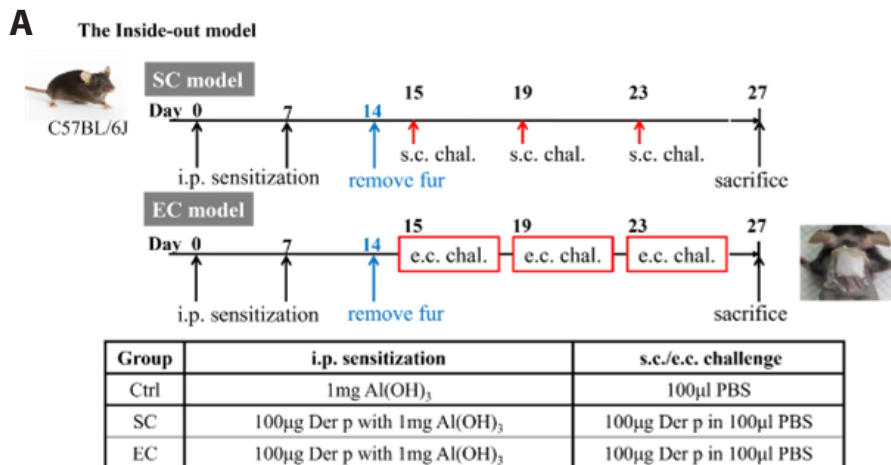 A
The Inside-out model
SC model
15 19 23 27
Day 0 7 14
C57BL/6J
s.c. chal. s.c. chal. s.c. chal.
i.p. sensitization remove fur sacrifice
EC model
15 19 23 27
Day 0 7 14
e.c. chal. e.c. chal. e.c. chal.
i.p. sensitization remove fur sacrifice
Group i.p. sensitization s.c./e.c. challenge
Ctrl 1mg Al(OH)₃ 100µl PBS
SC 100µg Der p with 1mg Al(OH)₃ 100µg Der p in 100µl PBS
EC 100µg Der p with 1mg Al(OH)₃ 100µg Der p in 100µl PBS